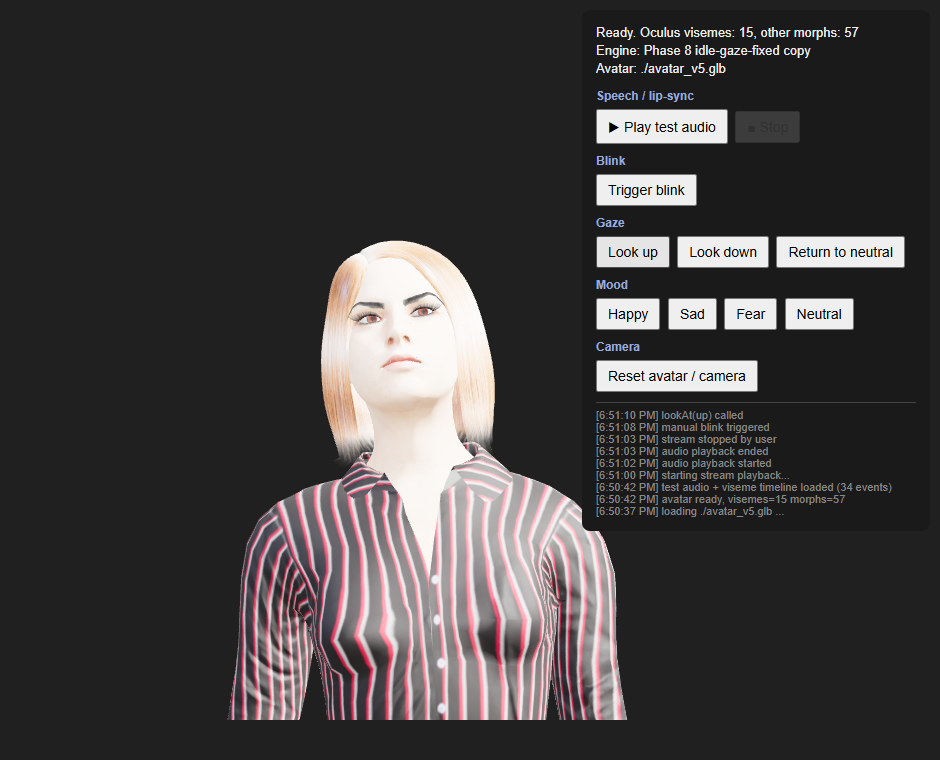 Ready. Oculus visemes: 15, other morphs: 57
Engine: Phase 8 idle-gaze-fixed copy
Avatar: ./avatar_v5.glb
Speech / lip-sync
▶ Play test audio ■ Stop
Blink
Trigger blink
Gaze
Look up Look down Return to neutral
Mood
Happy Sad Fear Neutral
Camera
Reset avatar / camera
[6:51:10 PM] lookAt(up) called
[6:51:08 PM] manual blink triggered
[6:51:03 PM] stream stopped by user
[6:51:03 PM] audio playback ended
[6:51:02 PM] audio playback started
[6:51:00 PM] starting stream playback...
[6:50:42 PM] test audio + viseme timeline loaded (34 events)
[6:50:42 PM] avatar ready, visemes=15 morphs=57
[6:50:37 PM] loading ./avatar_v5.glb ...